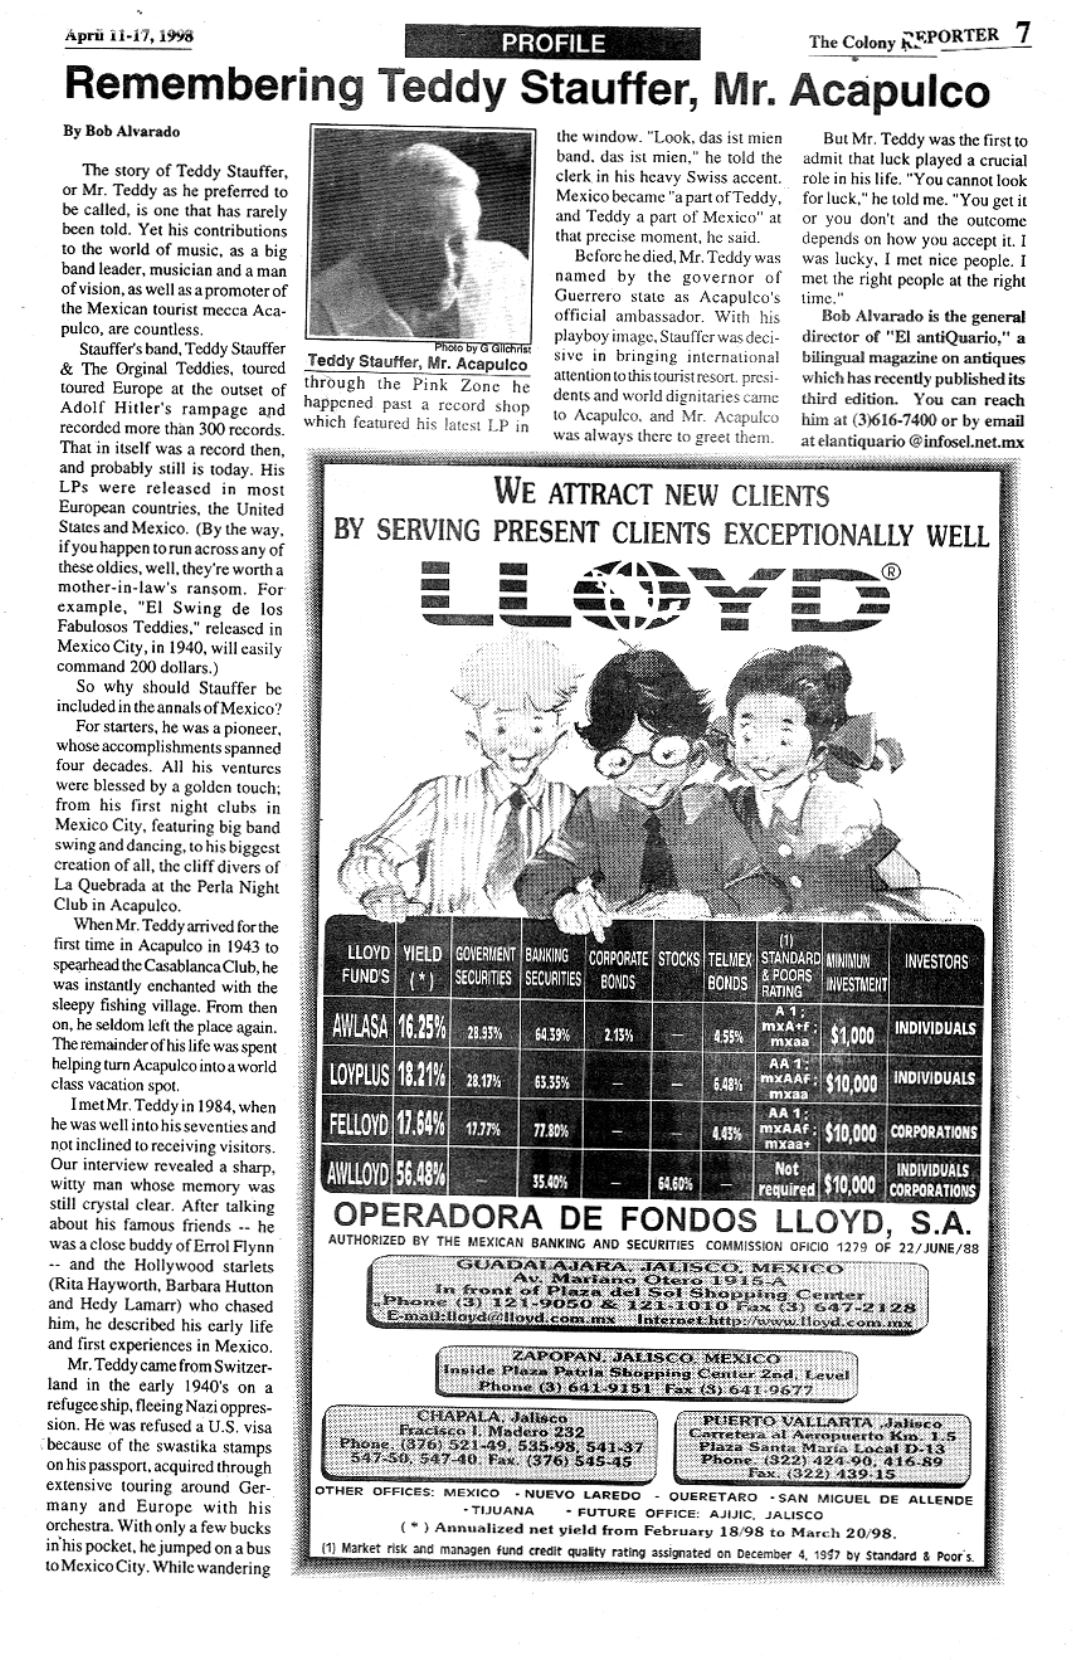 April 11-17, 1998
PROFILE
The Colony REPORTER 7
Remembering Teddy Stauffer, Mr. Acapulco
By Bob Alvarado
The story of Teddy Stauffer,
or Mr. Teddy as he preferred to
be called, is one that has rarely
been told. Yet his contributions
to the world of music, as a big
band leader, musician and a man
of vision, as well as a promoter of
the Mexican tourist mecca Aca-
pulco, are countless.
Stauffer's band, Teddy Stauffer
& The Orginal Teddies, toured
toured Europe at the outset of
Adolf Hitler's rampage and
recorded more than 300 records.
That in itself was a record then,
and probably still is today. His
LPs were released in most
European countries, the United
States and Mexico. (By the way,
if you happen to run across any of
these oldies, well, they're worth a
mother-in-law's ransom. For
example, "El Swing de los
Fabulosos Teddies," released in
Mexico City, in 1940, will easily
command 200 dollars.)
So why should Stauffer be
included in the annals of Mexico?
For starters, he was a pioneer,
whose accomplishments spanned
four decades. All his ventures
were blessed by a golden touch;
from his first night clubs in
Mexico City, featuring big band
swing and dancing, to his biggest
creation of all, the cliff divers of
La Quebrada at the Perla Night
Club in Acapulco.
When Mr. Teddy arrived for the
first time in Acapulco in 1943 to
spearhead the Casablanca Club, he
was instantly enchanted with the
sleepy fishing village. From then
on, he seldom left the place again.
The remainder of his life was spent
helping turn Acapulco into a world
class vacation spot.
I met Mr. Teddy in 1984, when
he was well into his seventies and
not inclined to receiving visitors.
Our interview revealed a sharp,
witty man whose memory was
still crystal clear. After talking
about his famous friends -- he
was a close buddy of Errol Flynn
-- and the Hollywood starlets
(Rita Hayworth, Barbara Hutton
and Hedy Lamarr) who chased
him, he described his early life
and first experiences in Mexico.
Mr. Teddy came from Switzer-
land in the early 1940's on a
refugee ship, fleeing Nazi oppres-
sion. He was refused a U.S. visa
because of the swastika stamps
on his passport, acquired through
extensive touring around Ger-
many and Europe with his
orchestra. With only a few bucks
in his pocket, he jumped on a bus
to Mexico City. While wandering
Photo by G Gilchrist
Teddy Stauffer, Mr. Acapulco
through the Pink Zone he
happened past a record shop
which featured his latest LP in
the window. "Look, das ist mien
band, das ist mien," he told the
clerk in his heavy Swiss accent.
Mexico became "a part of Teddy,
and Teddy a part of Mexico" at
that precise moment, he said.
Before he died, Mr. Teddy was
named by the governor of
Guerrero state as Acapulco's
official ambassador. With his
playboy image, Stauffer was deci-
sive in bringing international
attention to this tourist resort. presi-
dents and world dignitaries came
to Acapulco, and Mr. Acapulco
was always there to greet them.
But Mr. Teddy was the first to
admit that luck played a crucial
role in his life. "You cannot look
for luck," he told me. "You get it
or you don't and the outcome
depends on how you accept it. I
was lucky, I met nice people. I
met the right people at the right
time."
Bob Alvarado is the general
director of "El antiQuario," a
bilingual magazine on antiques
which has recently published its
third edition. You can reach
him at (3)616-7400 or by email
at elantiquario@infosel.net.mx
WE ATTRACT NEW CLIENTS
BY SERVING PRESENT CLIENTS EXCEPTIONALLY WELL
LLOYD®
LLOYD FUND'S YIELD (*) GOVERMENT SECURITIES BANKING SECURITIES CORPORATE BONDS STOCKS TELMEX BONDS (1) STANDARD & POORS RATING MINIMUN INVESTMENT INVESTORS
AWLASA 16.25% 28.93% 64.39% 2.13% — 4.55% A 1; mxA+f; mxaa $1,000 INDIVIDUALS
LOYPLUS 18.21% 28.17% 63.35% — — 6.48% AA 1; mxAAf; mxaa $10,000 INDIVIDUALS
FELLOYD 17.64% 17.77% 77.80% — — 4.43% AA 1; mxAAf; mxaa+ $10,000 CORPORATIONS
AWLLOYD 56.48% — 35.40% — 64.60% — Not required $10,000 INDIVIDUALS CORPORATIONS
OPERADORA DE FONDOS LLOYD, S.A.
AUTHORIZED BY THE MEXICAN BANKING AND SECURITIES COMMISSION OFICIO 1279 OF 22/JUNE/88
GUADALAJARA, JALISCO, MEXICO
Av. Mariano Otero 1915-A
In front of Plaza del Sol Shopping Center
Phone (3) 121-9050 & 121-1010 Fax (3) 647-2128
E-mail:lloyd@lloyd.com.mx Internet:http://www.lloyd.com.mx
ZAPOPAN, JALISCO, MEXICO
Inside Plaza Patria Shopping Center 2nd. Level
Phone (3) 641-9151 Fax (3) 641-9677
CHAPALA, Jalisco
Fracisco I. Madero 232
Phone. (376) 521-49, 535-98, 541-37
547-50, 547-40. Fax. (376) 545-45
PUERTO VALLARTA, Jalisco
Carretera al Aeropuerto Km. 1.5
Plaza Santa María Local D-13
Phone. (322) 424-90, 416-89
Fax. (322) 439-15
OTHER OFFICES: MEXICO - NUEVO LAREDO - QUERETARO - SAN MIGUEL DE ALLENDE
- TIJUANA - FUTURE OFFICE: AJIJIC, JALISCO
(*) Annualized net yield from February 18/98 to March 20/98.
(1) Market risk and managen fund credit quality rating assignated on December 4, 1997 by Standard & Poor's.